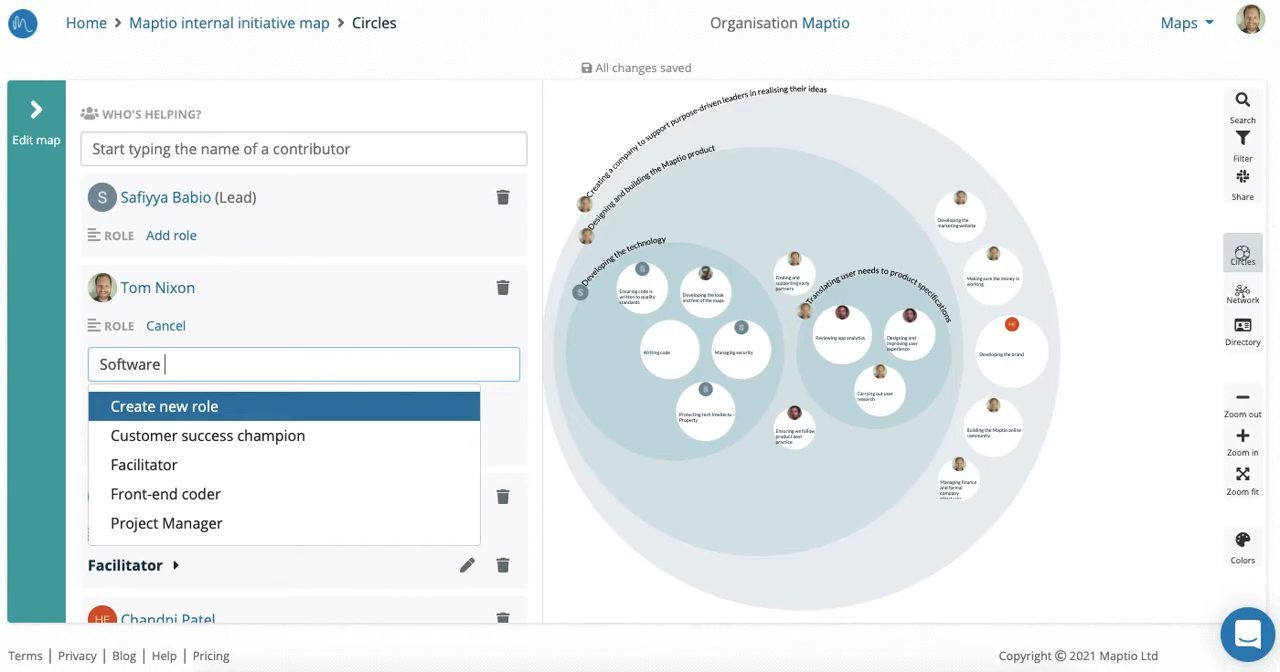 Home > Maptio internal initiative map > Circles
Organisation Maptio
Maps
All changes saved
Edit map
WHO'S HELPING?
Start typing the name of a contributor
S
Safiyya Babio (Lead)
ROLE Add role
Tom Nixon
ROLE Cancel
Software
Create new role
Customer success champion
Facilitator
Front-end coder
Project Manager
Facilitator
HE
Chandni Patel
Creating a company to support purpose-driven leaders in realising their ideas
Designing and building the Maptio product
Developing the technology
S
S
Ensuring code is
written to quality
standards
Developing the look
and feel of the maps
Writing code
S
Managing security
S
Protecting tech intellectu -
Property
Finding and
supporting early
partners
Translating user needs to product specifications
Reviewing app analytics
Designing and
improving user
experience
Carrying out user
research
Ensuring we follow
product best
practice
Developing the
marketing website
Making sure the money is
working
HE
Developing the brand
Building the Maptio online
community
Managing finance
and formal
company
Search
Filter
Share
Circles
Network
Directory
Zoom out
Zoom in
Zoom fit
Colors
Terms | Privacy | Blog | Help | Pricing
Copyright © 2021 Maptio Ltd